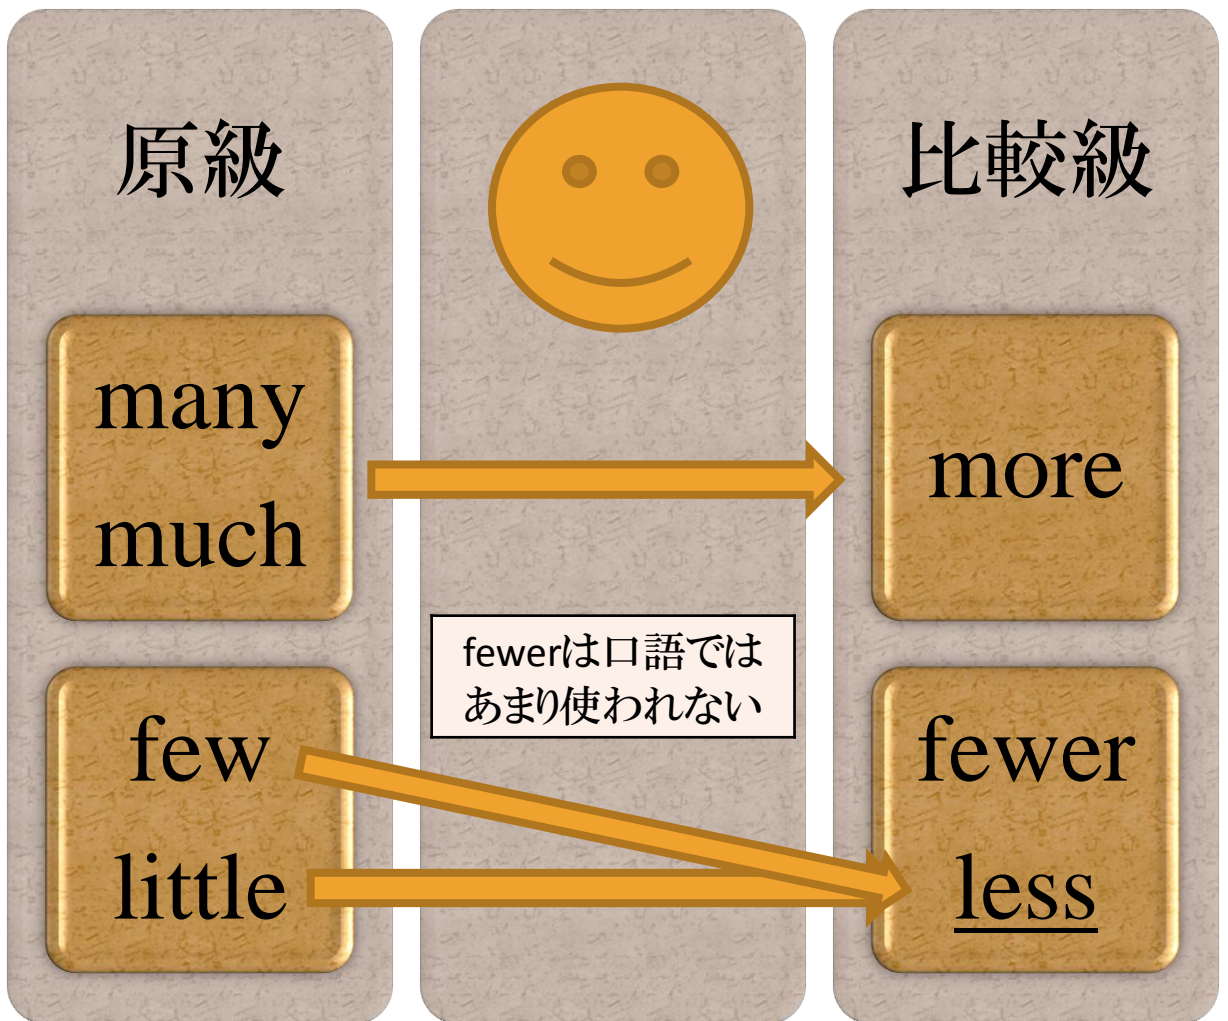 原級
many
much
few
little
fewerは口語では
あまり使われない
比較級
more
fewer
less